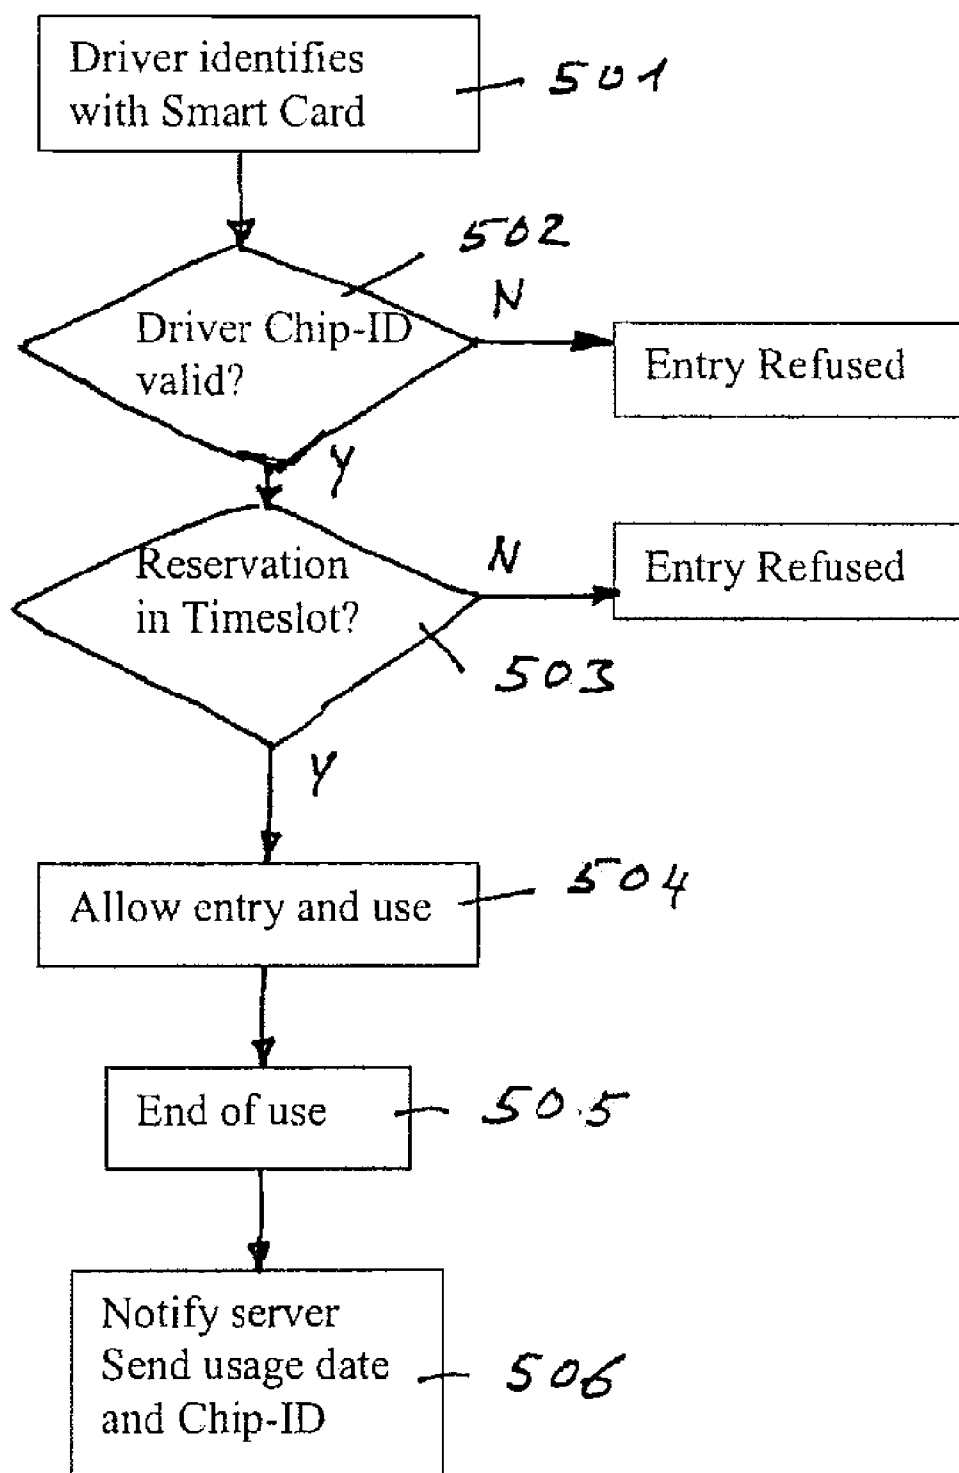 Driver identifies
with Smart Card
501
502
N
Driver Chip-ID
valid?
Entry Refused
Y
Reservation
in Timeslot?
N
Entry Refused
503
Y
Allow entry and use
504
End of use
505
Notify server
Send usage date
and Chip-ID
506